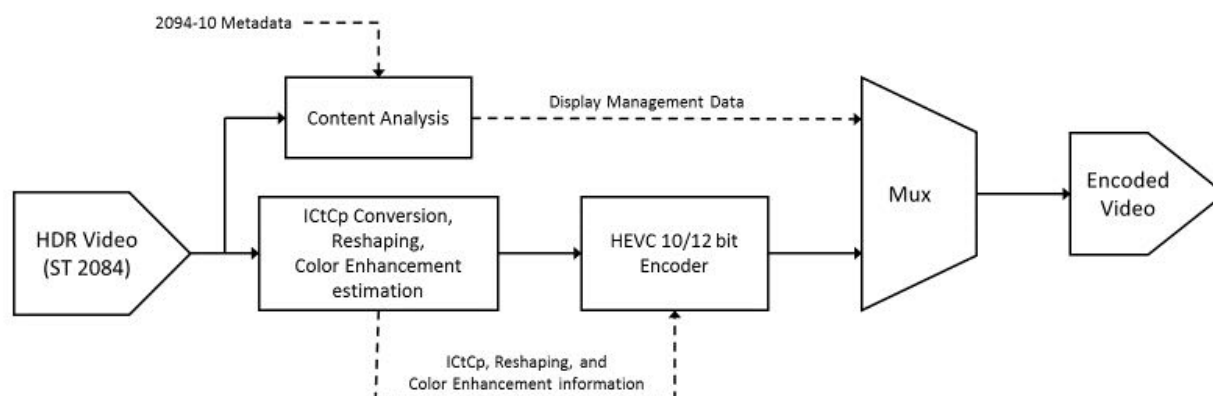 2094-10 Metadata
Content Analysis
Display Management Data
HDR Video
(ST 2084)
ICtCp Conversion,
Reshaping,
Color Enhancement
estimation
HEVC 10/12 bit
Encoder
Mux
Encoded
Video
ICtCp, Reshaping, and
Color Enhancement information